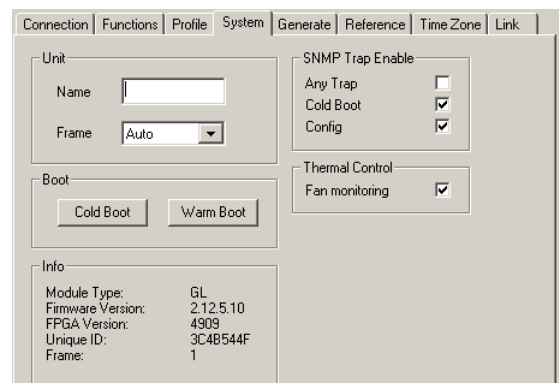 Connection Functions Profile System Generate Reference Time Zone Link
Unit
Name
Frame Auto
Boot
Cold Boot Warm Boot
Info
Module Type: GL
Firmware Version: 2.12.5.10
FPGA Version: 4909
Unique ID: 3C4B544F
Frame: 1
SNMP Trap Enable
Any Trap
Cold Boot
Config
Thermal Control
Fan monitoring